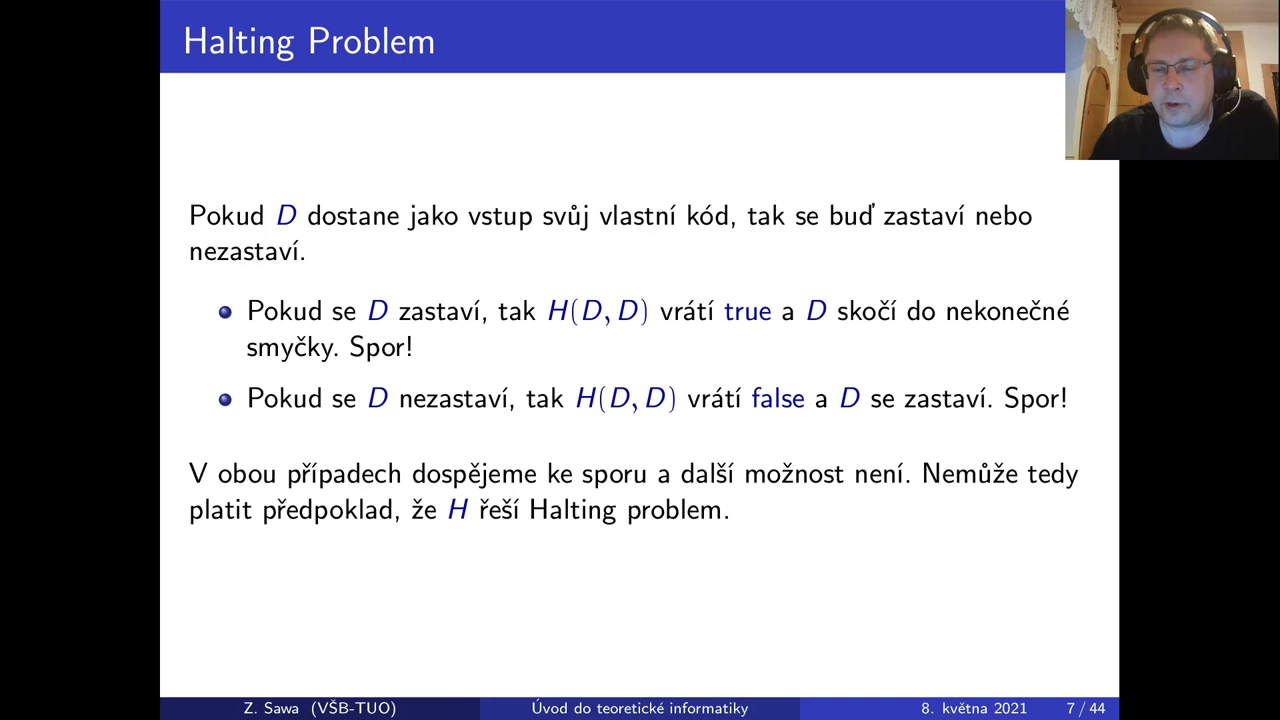 Halting Problem
Pokud D dostane jako vstup svůj vlastní kód, tak se buď zastaví nebo
nezastaví.
Pokud se D zastaví, tak H(D, D) vrátí true a D skočí do nekonečné
smyčky. Spor!
Pokud se D nezastaví, tak H(D, D) vrátí false a D se zastaví. Spor!
V obou případech dospějeme ke sporu a další možnost není. Nemůže tedy
platit předpoklad, že H řeší Halting problem.
Z. Sawa (VŠB-TUO) Úvod do teoretické informatiky 8. května 2021 7 / 44